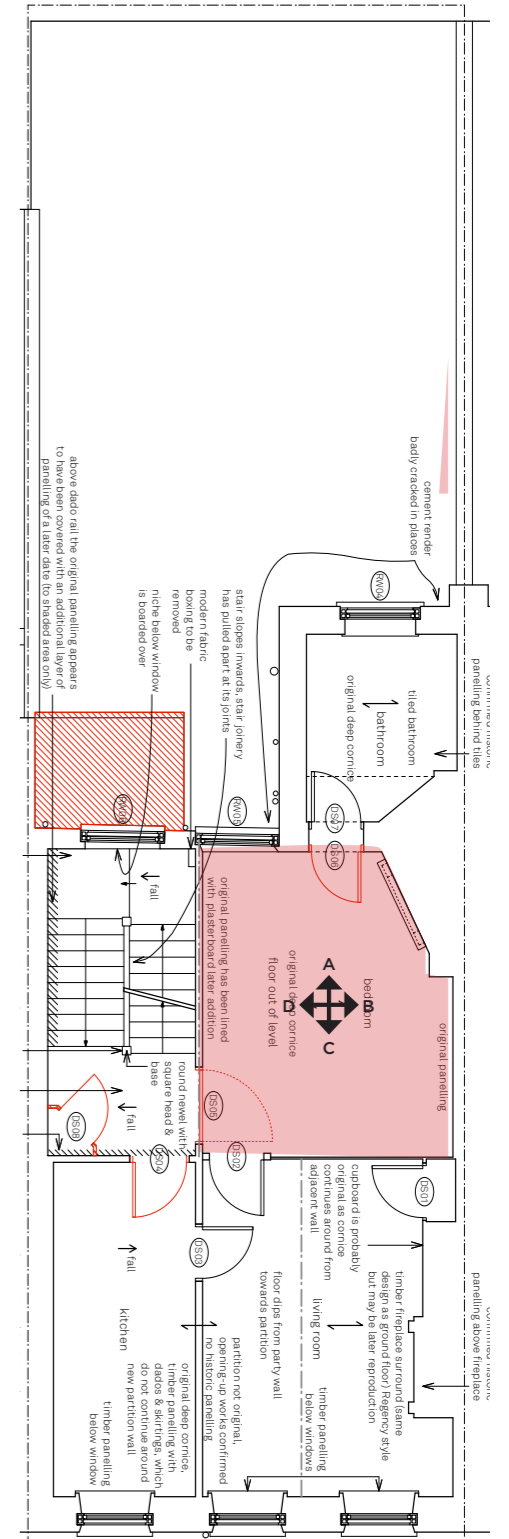 cement render
badly cracked in places
RW04
panelling behind tiles
tiled bathroom
bathroom
original deep cornice
DS07
DS06
above dado rail the original panelling appears
to have been covered with an additional layer of
panelling of a later date (to shaded area only)
niche below window
is boarded over
modern fabric
boxing to be
removed
stair slopes inwards, stair joinery
has pulled apart at its joints
fall
original panelling has been lined
with plasterboard later addition
original deep cornice
floor out of level
bedroom
original panelling
A
B
C
D
round newel with
square head &
base
fall
DS08
DS04
DS05
DS02
DS03
DS01
cupboard is probably
original as cornice
continues around from
adjacent wall
timber fireplace surround (same
design as ground floor) Regency style
but may be later reproduction
panelling above fireplace
floor dips from party wall
towards partition
living room
timber panelling
below windows
fall
kitchen
partition not original,
opening-up works confirmed
no historic panelling
original deep cornice,
timber panelling with
dados & skirtings, which
do not continue around
new partition wall
timber panelling
below window